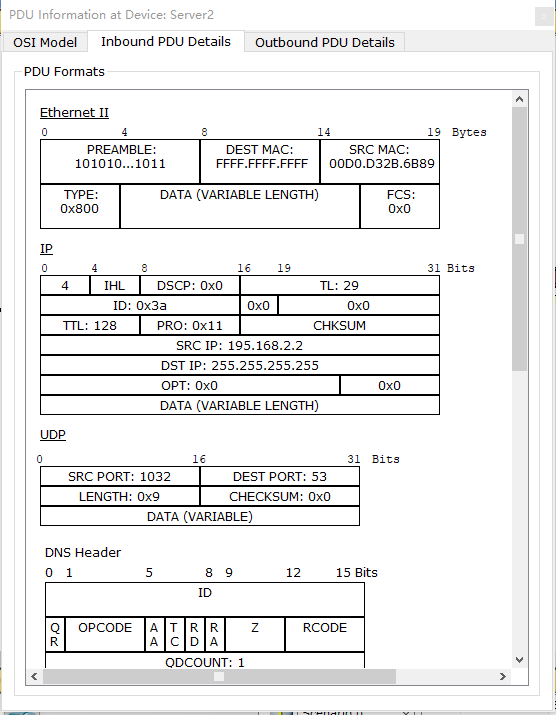 PDU Information at Device: Server2
OSI Model Inbound PDU Details Outbound PDU Details
PDU Formats
Ethernet II
0 4 8 14 19 Bytes
PREAMBLE: 101010...1011 DEST MAC: FFFF.FFFF.FFFF SRC MAC: 00D0.D32B.6B89
TYPE: 0x800 DATA (VARIABLE LENGTH) FCS: 0x0
IP
0 4 8 16 19 31 Bits
4 IHL DSCP: 0x0 TL: 29
ID: 0x3a 0x0 0x0
TTL: 128 PRO: 0x11 CHKSUM
SRC IP: 195.168.2.2
DST IP: 255.255.255.255
OPT: 0x0 0x0
DATA (VARIABLE LENGTH)
UDP
0 16 31 Bits
SRC PORT: 1032 DEST PORT: 53
LENGTH: 0x9 CHECKSUM: 0x0
DATA (VARIABLE)
DNS Header
0 1 5 8 9 12 15 Bits
ID
QR OPCODE AA TC RD RA Z RCODE
QDCOUNT: 1